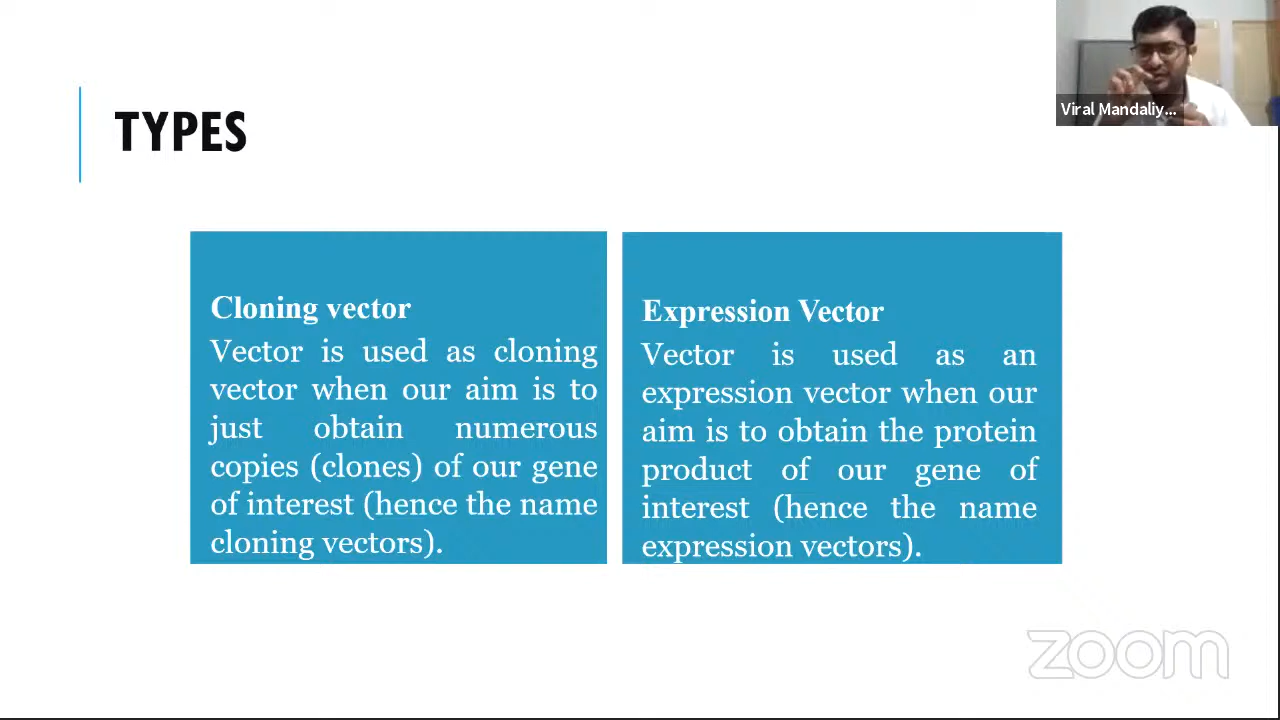 Viral Mandaliy...
TYPES
Cloning vector
Vector is used as cloning
vector when our aim is to
just obtain numerous
copies (clones) of our gene
of interest (hence the name
cloning vectors).
Expression Vector
Vector is used as an
expression vector when our
aim is to obtain the protein
product of our gene of
interest (hence the name
expression vectors).
zoom